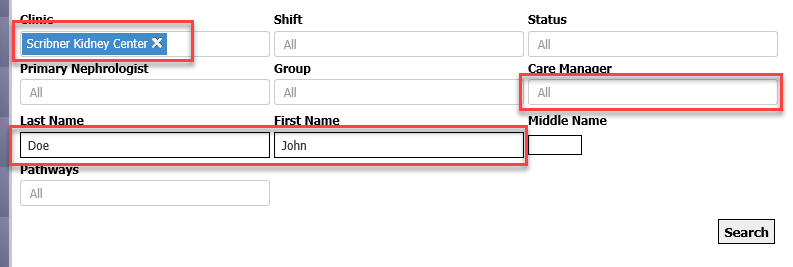 Clinic Shift Status
Scribner Kidney Center × All All
Primary Nephrologist Group Care Manager
All All All
Last Name First Name Middle Name
Doe John
Pathways
All
Search